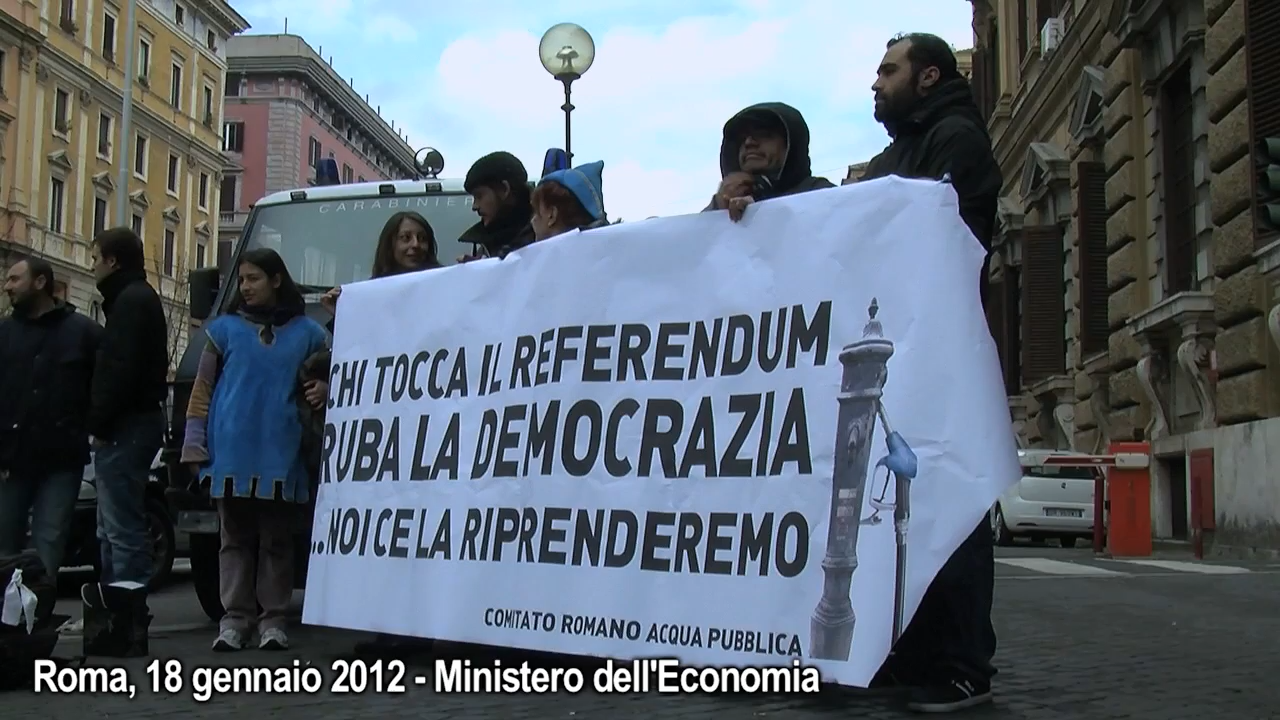 CARABINIER
CHI TOCCA IL REFERENDUM
RUBA LA DEMOCRAZIA
..NOI CE LA RIPRENDEREMO
COMITATO ROMANO ACQUA PUBBLICA
Roma, 18 gennaio 2012 - Ministero dell'Economia